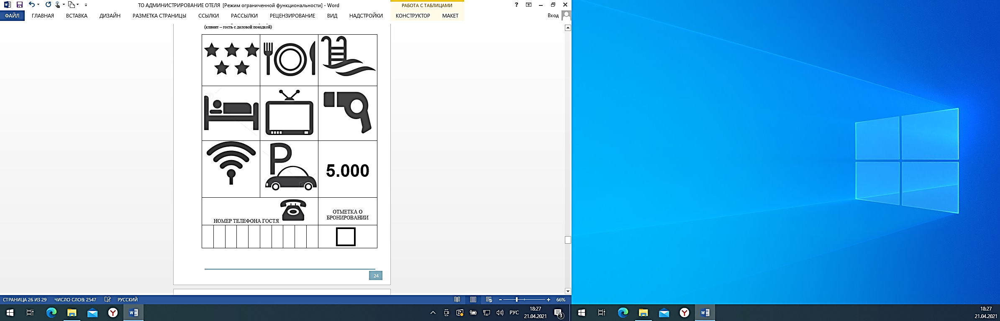 ТО АДМИНИСТРИРОВАНИЕ ОТЕЛЯ [Режим ограниченной функциональности] - Word
РАБОТА С ТАБЛИЦАМИ
?
ФАЙЛ ГЛАВНАЯ ВСТАВКА ДИЗАЙН РАЗМЕТКА СТРАНИЦЫ ССЫЛКИ РАССЫЛКИ РЕЦЕНЗИРОВАНИЕ ВИД НАДСТРОЙКИ КОНСТРУКТОР МАКЕТ Вход
(клиент – гость с деловой поездкой)
P
5.000
НОМЕР ТЕЛЕФОНА ГОСТЯ
ОТМЕТКА О
БРОНИРОВАНИИ
24
СТРАНИЦА 26 ИЗ 29 ЧИСЛО СЛОВ: 2547 РУССКИЙ 66%
РУС
18:27
21.04.2021
3
18:27
21.04.2021